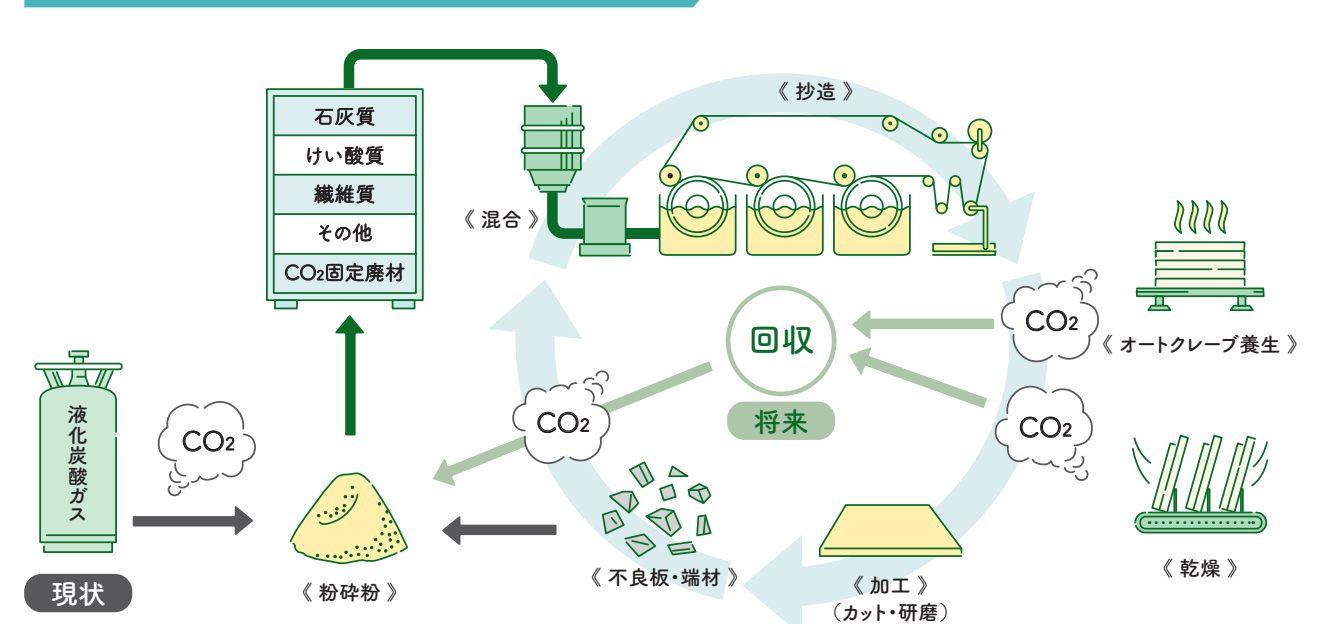 《 抄造 》
石灰質
けい酸質
繊維質
その他
CO2固定廃材
《 混合 》
回収
将来
CO2
《 オートクレーブ養生 》
CO2
CO2
液化炭酸ガス
CO2
現状
《 粉砕粉 》
《 不良板・端材 》
《 加工 》
（カット・研磨）
《 乾燥 》